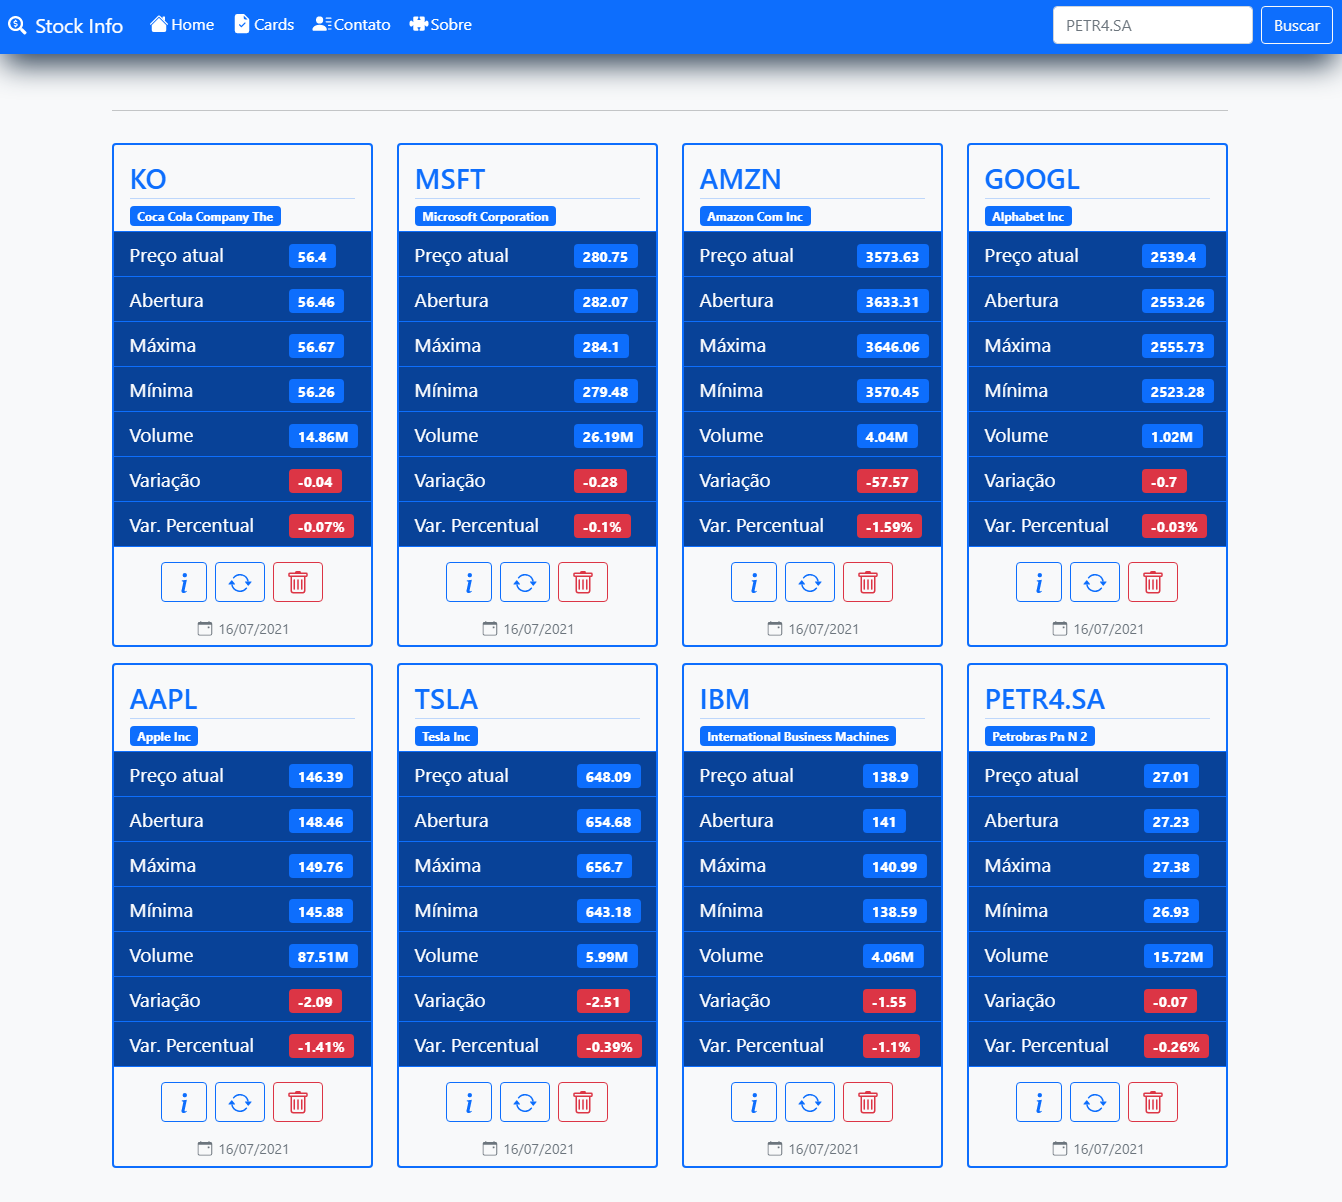 Stock Info Home Cards Contato Sobre PETR4.SA Buscar
KO
Coca Cola Company The
Preço atual 56.4
Abertura 56.46
Máxima 56.67
Mínima 56.26
Volume 14.86M
Variação -0.04
Var. Percentual -0.07%
16/07/2021
MSFT
Microsoft Corporation
Preço atual 280.75
Abertura 282.07
Máxima 284.1
Mínima 279.48
Volume 26.19M
Variação -0.28
Var. Percentual -0.1%
16/07/2021
AMZN
Amazon Com Inc
Preço atual 3573.63
Abertura 3633.31
Máxima 3646.06
Mínima 3570.45
Volume 4.04M
Variação -57.57
Var. Percentual -1.59%
16/07/2021
GOOGL
Alphabet Inc
Preço atual 2539.4
Abertura 2553.26
Máxima 2555.73
Mínima 2523.28
Volume 1.02M
Variação -0.7
Var. Percentual -0.03%
16/07/2021
AAPL
Apple Inc
Preço atual 146.39
Abertura 148.46
Máxima 149.76
Mínima 145.88
Volume 87.51M
Variação -2.09
Var. Percentual -1.41%
16/07/2021
TSLA
Tesla Inc
Preço atual 648.09
Abertura 654.68
Máxima 656.7
Mínima 643.18
Volume 5.99M
Variação -2.51
Var. Percentual -0.39%
16/07/2021
IBM
International Business Machines
Preço atual 138.9
Abertura 141
Máxima 140.99
Mínima 138.59
Volume 4.06M
Variação -1.55
Var. Percentual -1.1%
16/07/2021
PETR4.SA
Petrobras Pn N 2
Preço atual 27.01
Abertura 27.23
Máxima 27.38
Mínima 26.93
Volume 15.72M
Variação -0.07
Var. Percentual -0.26%
16/07/2021